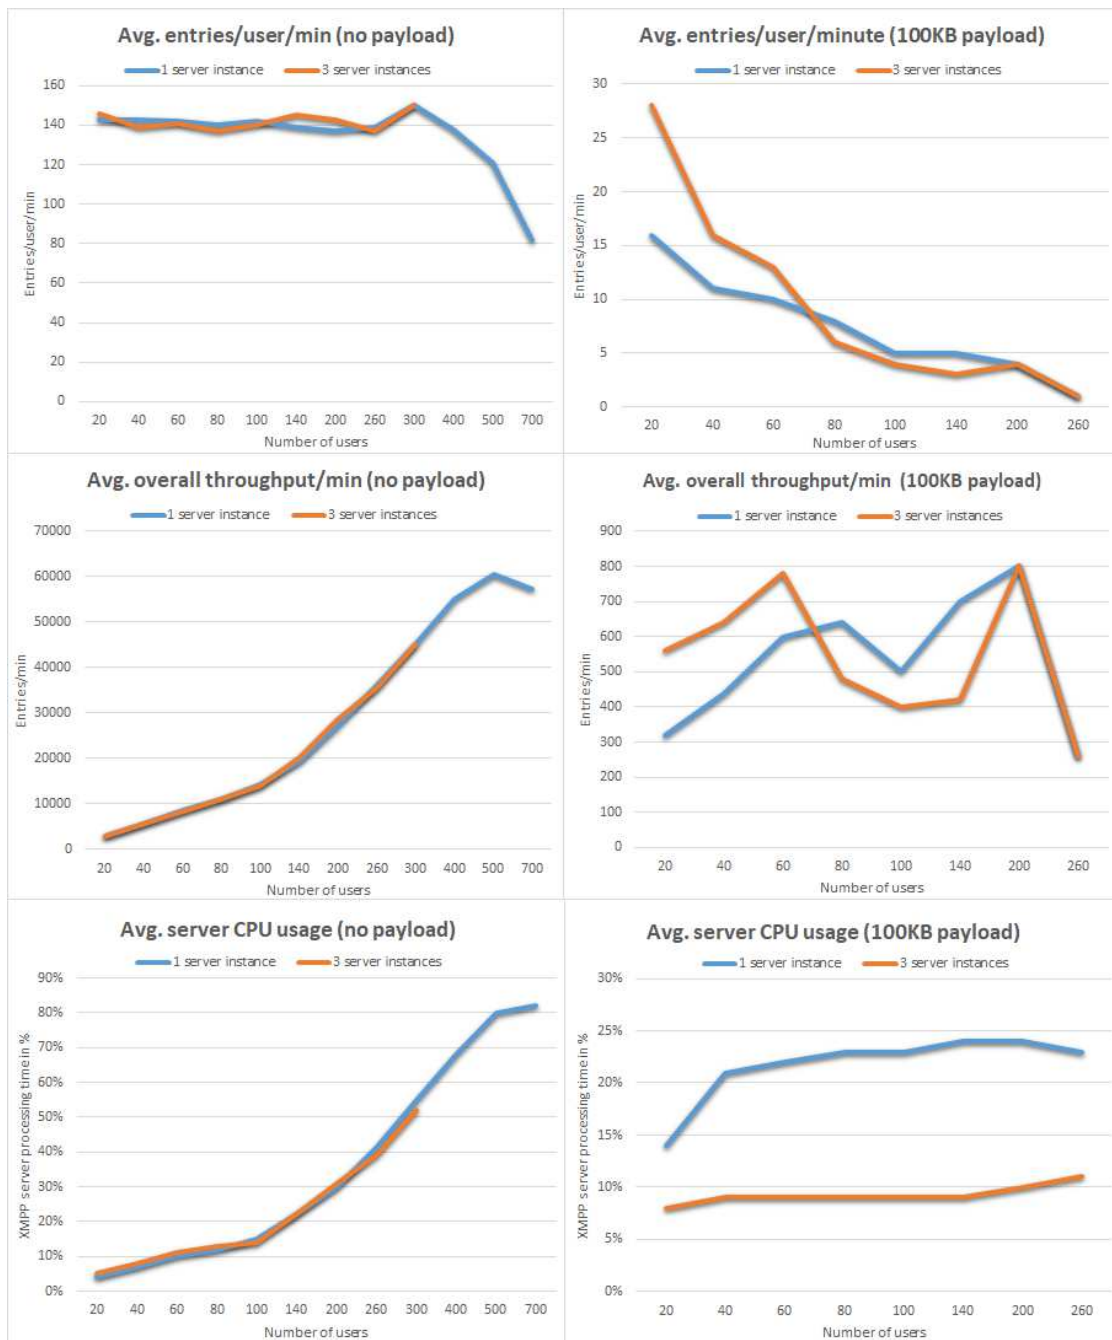 Avg. entries/user/min (no payload)
1 server instance 3 server instances
160
140
120
100
80
60
40
20
0
Entries/user/min
20 40 60 80 100 140 200 260 300 400 500 700
Number of users
Avg. entries/user/minute (100KB payload)
1 server instance 3 server instances
30
25
20
15
10
5
0
Entries/user/min
20 40 60 80 100 140 200 260
Number of users
Avg. overall throughput/min (no payload)
1 server instance 3 server instances
70000
60000
50000
40000
30000
20000
10000
0
Entries/min
20 40 60 80 100 140 200 260 300 400 500 700
Number of users
Avg. overall throughput/min (100KB payload)
1 server instance 3 server instances
900
800
700
600
500
400
300
200
100
0
Entries/min
20 40 60 80 100 140 200 260
Number of users
Avg. server CPU usage (no payload)
1 server instance 3 server instances
90%
80%
70%
60%
50%
40%
30%
20%
10%
0%
XMPP server processing time in %
20 40 60 80 100 140 200 260 300 400 500 700
Number of users
Avg. server CPU usage (100KB payload)
1 server instance 3 server instances
30%
25%
20%
15%
10%
5%
0%
XMPP server processing time in %
20 40 60 80 100 140 200 260
Number of users